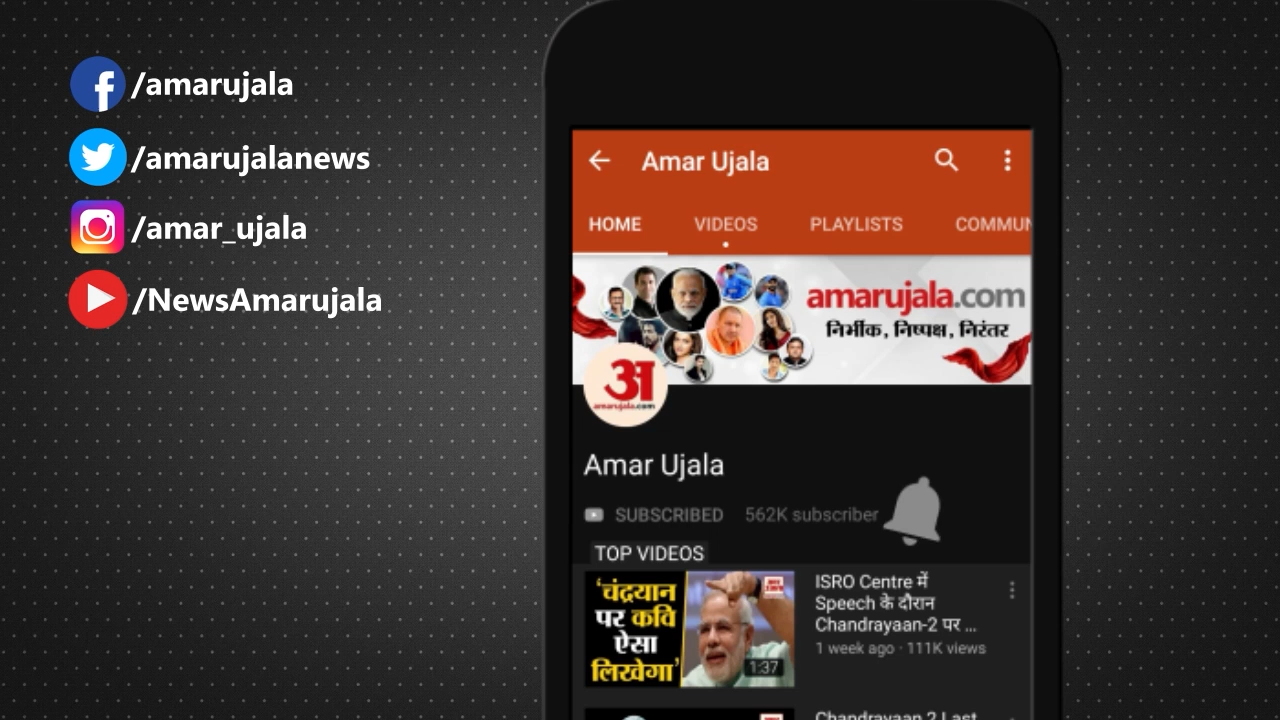 /amarujala
/amarujalanews
/amar_ujala
/NewsAmarujala
Amar Ujala
HOME VIDEOS PLAYLISTS COMMUN
amarujala.com
निर्भीक, निष्पक्ष, निरंतर
अ
amarujala.com
Amar Ujala
SUBSCRIBED 562K subscriber
TOP VIDEOS
'चंद्रयान
पर कवि
ऐसा
लिखेगा'
1:37
ISRO Centre में
Speech के दौरान
Chandrayaan-2 पर ...
1 week ago · 111K views
Chandrayaan 2 Last